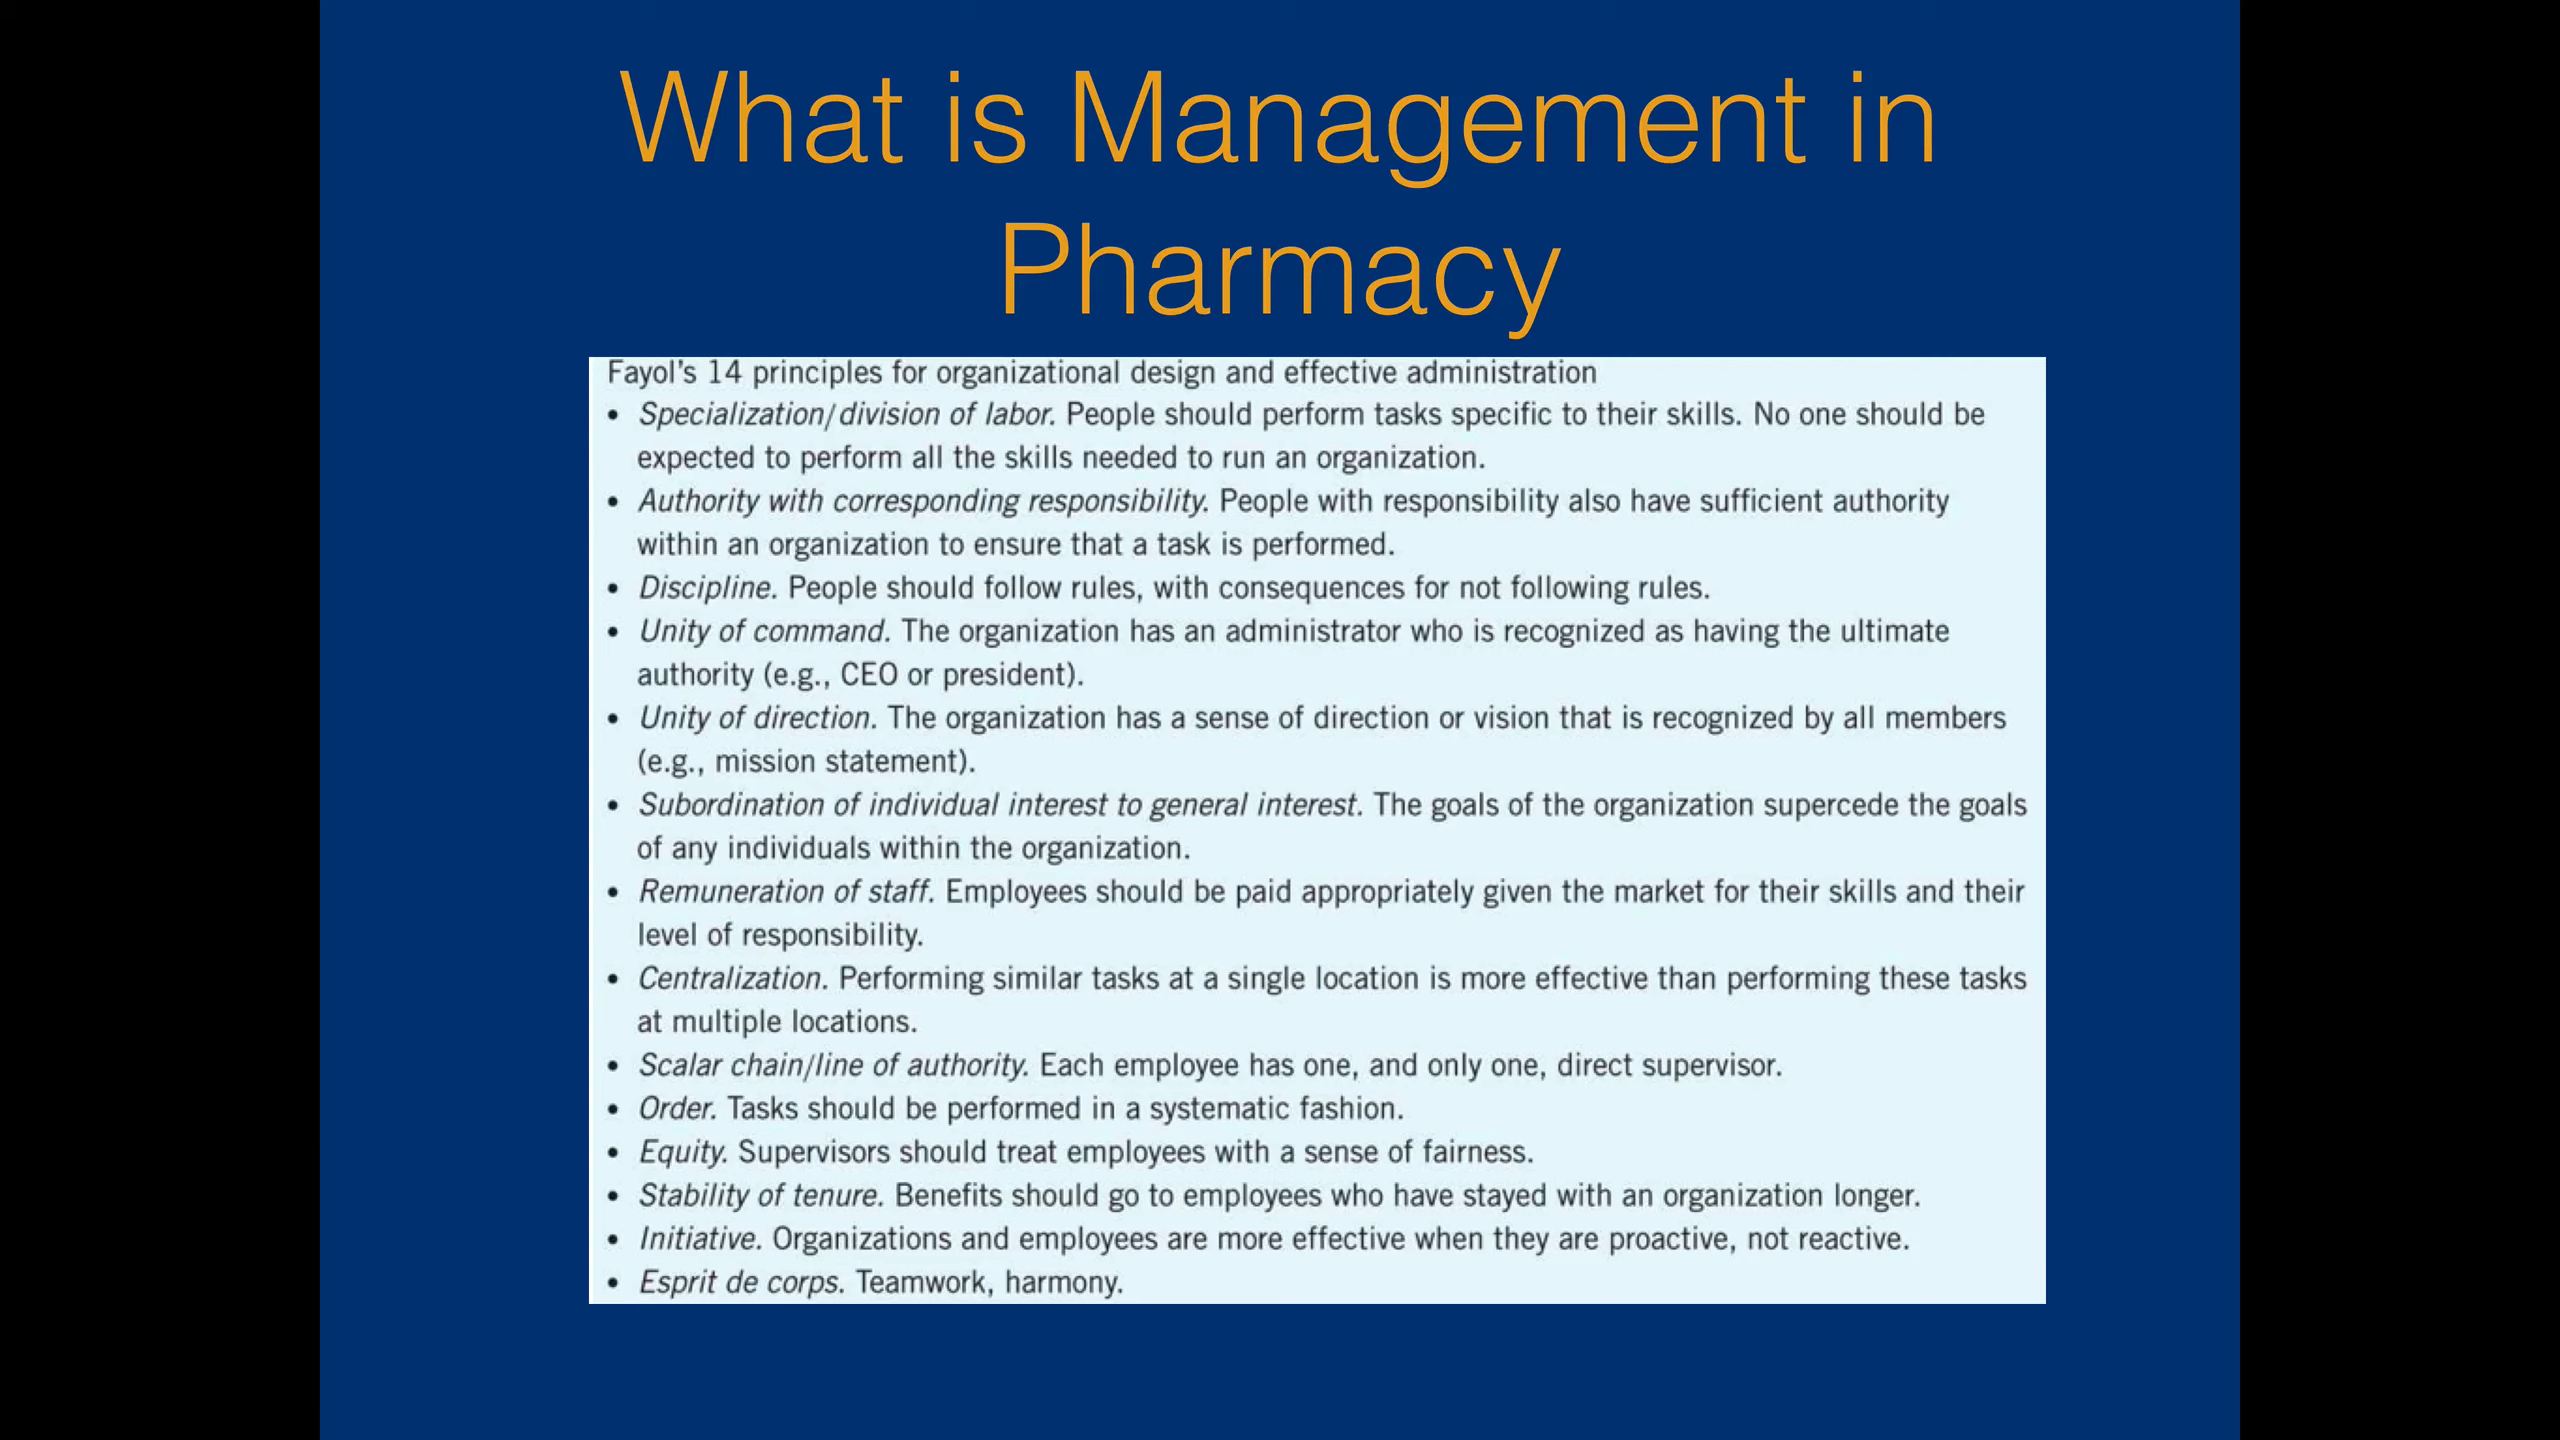 What is Management in
Pharmacy
Fayol's 14 principles for organizational design and effective administration
• Specialization/division of labor. People should perform tasks specific to their skills. No one should be
expected to perform all the skills needed to run an organization.
• Authority with corresponding responsibility. People with responsibility also have sufficient authority
within an organization to ensure that a task is performed.
• Discipline. People should follow rules, with consequences for not following rules.
• Unity of command. The organization has an administrator who is recognized as having the ultimate
authority (e.g., CEO or president).
• Unity of direction. The organization has a sense of direction or vision that is recognized by all members
(e.g., mission statement).
• Subordination of individual interest to general interest. The goals of the organization supercede the goals
of any individuals within the organization.
• Remuneration of staff. Employees should be paid appropriately given the market for their skills and their
level of responsibility.
• Centralization. Performing similar tasks at a single location is more effective than performing these tasks
at multiple locations.
• Scalar chain/line of authority. Each employee has one, and only one, direct supervisor.
• Order. Tasks should be performed in a systematic fashion.
• Equity. Supervisors should treat employees with a sense of fairness.
• Stability of tenure. Benefits should go to employees who have stayed with an organization longer.
• Initiative. Organizations and employees are more effective when they are proactive, not reactive.
• Esprit de corps. Teamwork, harmony.